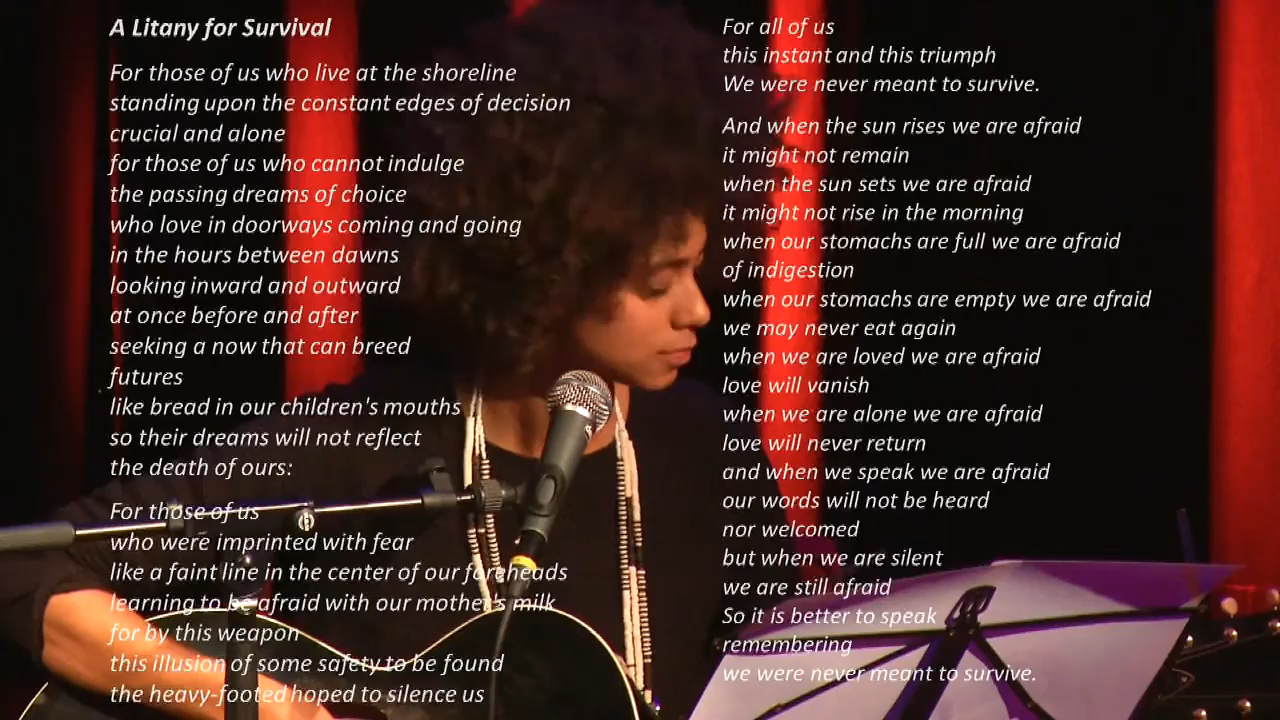 A Litany for Survival
For those of us who live at the shoreline
standing upon the constant edges of decision
crucial and alone
for those of us who cannot indulge
the passing dreams of choice
who love in doorways coming and going
in the hours between dawns
looking inward and outward
at once before and after
seeking a now that can breed
futures
like bread in our children's mouths
so their dreams will not reflect
the death of ours:
For those of us
who were imprinted with fear
like a faint line in the center of our foreheads
learning to be afraid with our mother's milk
for by this weapon
this illusion of some safety to be found
the heavy-footed hoped to silence us
For all of us
this instant and this triumph
We were never meant to survive.
And when the sun rises we are afraid
it might not remain
when the sun sets we are afraid
it might not rise in the morning
when our stomachs are full we are afraid
of indigestion
when our stomachs are empty we are afraid
we may never eat again
when we are loved we are afraid
love will vanish
when we are alone we are afraid
love will never return
and when we speak we are afraid
our words will not be heard
nor welcomed
but when we are silent
we are still afraid
So it is better to speak
remembering
we were never meant to survive.